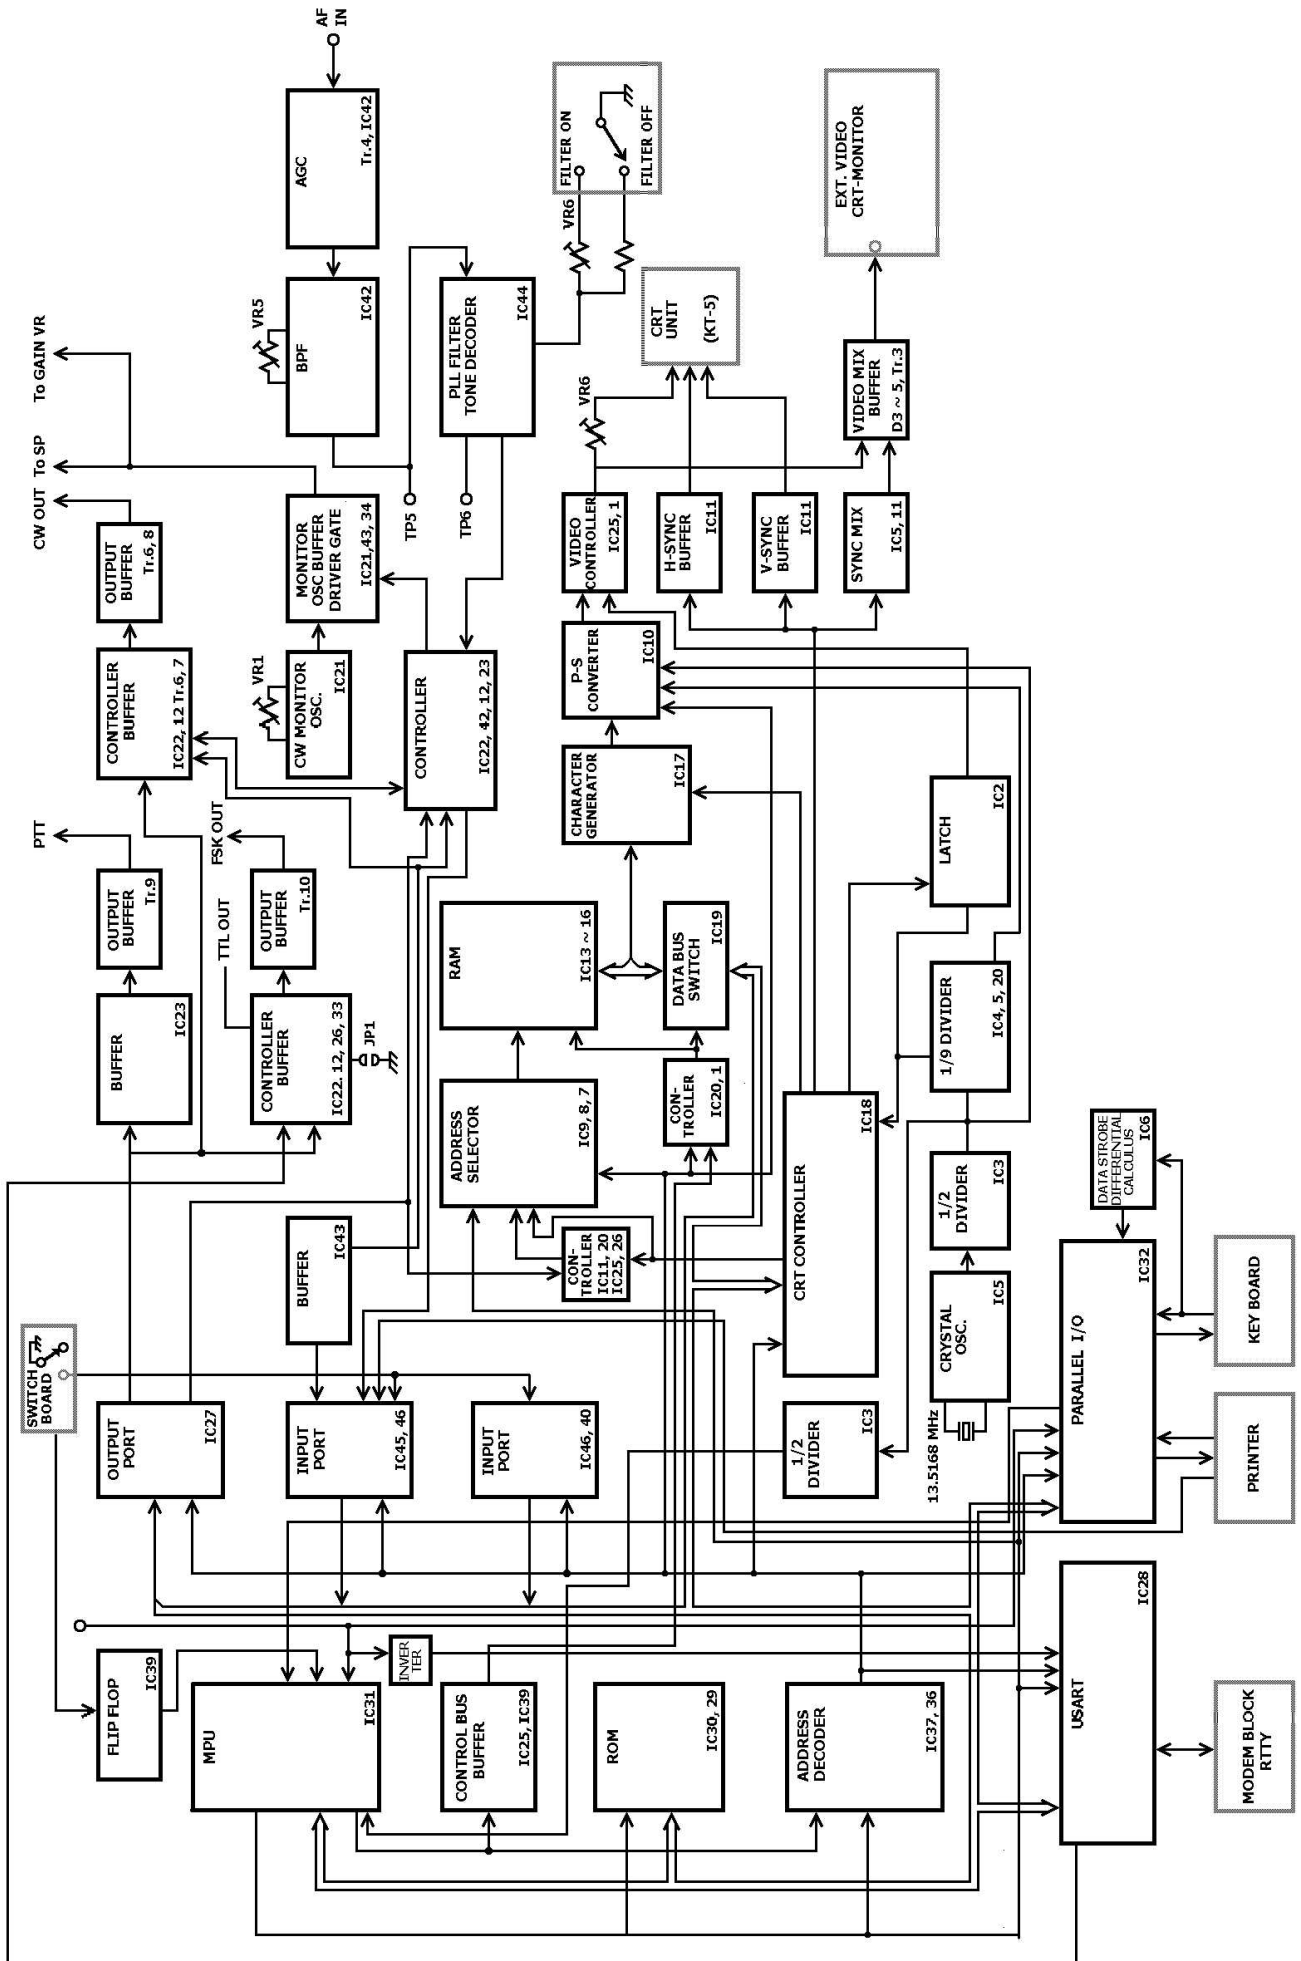 AF
IN
AGC
Tr.4, IC42
VR5
BPF
IC42
To GAIN VR
To SP
CW OUT
PLL FILTER
TONE DECODER
IC44
VR6
FILTER ON
FILTER OFF
EXT. VIDEO
CRT-MONITOR
CRT
UNIT
(KT-5)
VR6
VIDEO MIX
BUFFER
D3 ~ 5, Tr.3
OUTPUT
BUFFER
Tr.6, 8
MONITOR
OSC BUFFER
DRIVER GATE
IC21,43, 34
TP5
TP6
VIDEO
CONTROLLER
IC25, 1
H-SYNC
BUFFER
IC11
V-SYNC
BUFFER
IC11
SYNC MIX
IC5, 11
CONTROLLER
BUFFER
IC22, 12 Tr.6, 7
VR1
CW MONITOR
OSC.
IC21
CONTROLLER
IC22, 42, 12, 23
P-S
CONVERTER
IC10
CHARACTER
GENERATOR
IC17
LATCH
IC2
PTT
OUTPUT
BUFFER
Tr.9
FSK OUT
TTL OUT
OUTPUT
BUFFER
Tr.10
RAM
IC13 ~ 16
DATA BUS
SWITCH
IC19
1/9 DIVIDER
IC4, 5, 20
BUFFER
IC23
CONTROLLER
BUFFER
IC22. 12, 26, 33
JP1
ADDRESS
SELECTOR
IC9, 8, 7
CON-
TROLLER
IC20, 1
CRT CONTROLLER
IC18
1/2
DIVIDER
IC3
DATA STROBE
DIFFERENTIAL
CALCULUS
IC6
BUFFER
IC43
CON-
TROLLER
IC11, 20
IC25, 26
CRYSTAL
OSC.
IC5
13.5168 MHz
PARALLEL I/O
IC32
KEY BOARD
SWITCH
BOARD
OUTPUT
PORT
IC27
INPUT
PORT
IC45, 46
INPUT
PORT
IC46, 40
1/2
DIVIDER
IC3
PRINTER
FLIP FLOP
IC39
MPU
IC31
INVER
TER
CONTROL BUS
BUFFER
IC25, IC39
ROM
IC30, 29
ADDRESS
DECODER
IC37, 36
USART
IC28
MODEM BLOCK
RTTY